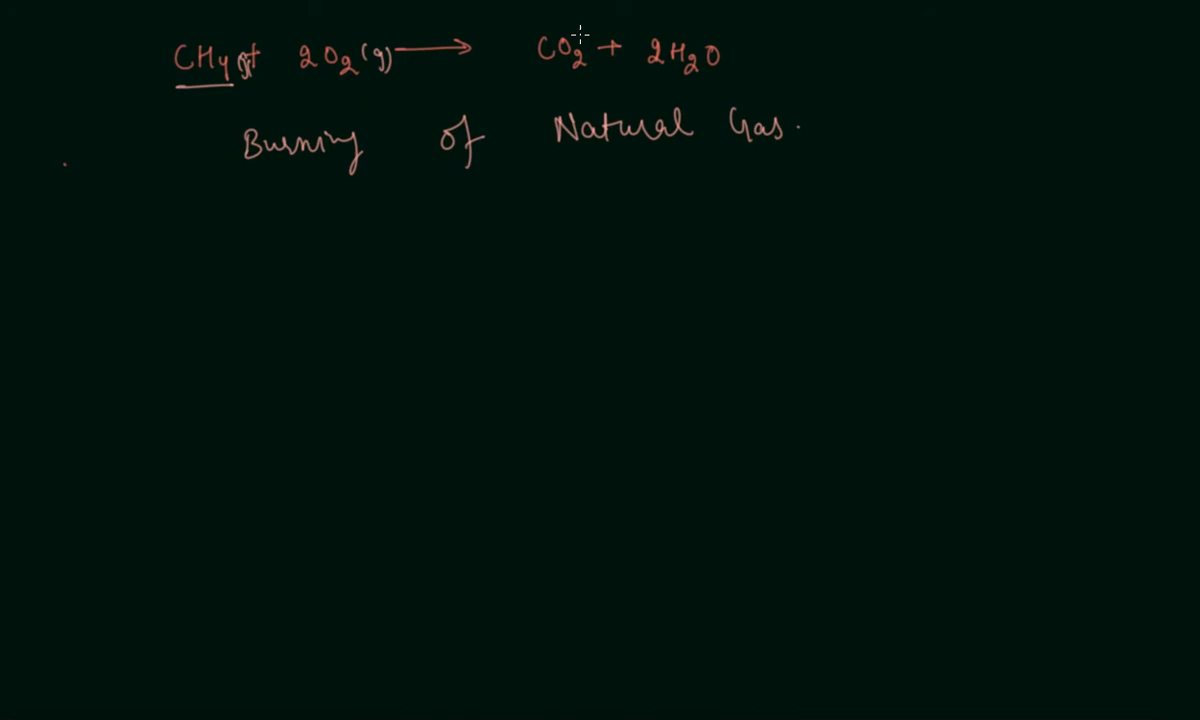 CH4(g) + 2O2(g) → CO2 + 2H2O
Burning of Natural Gas.